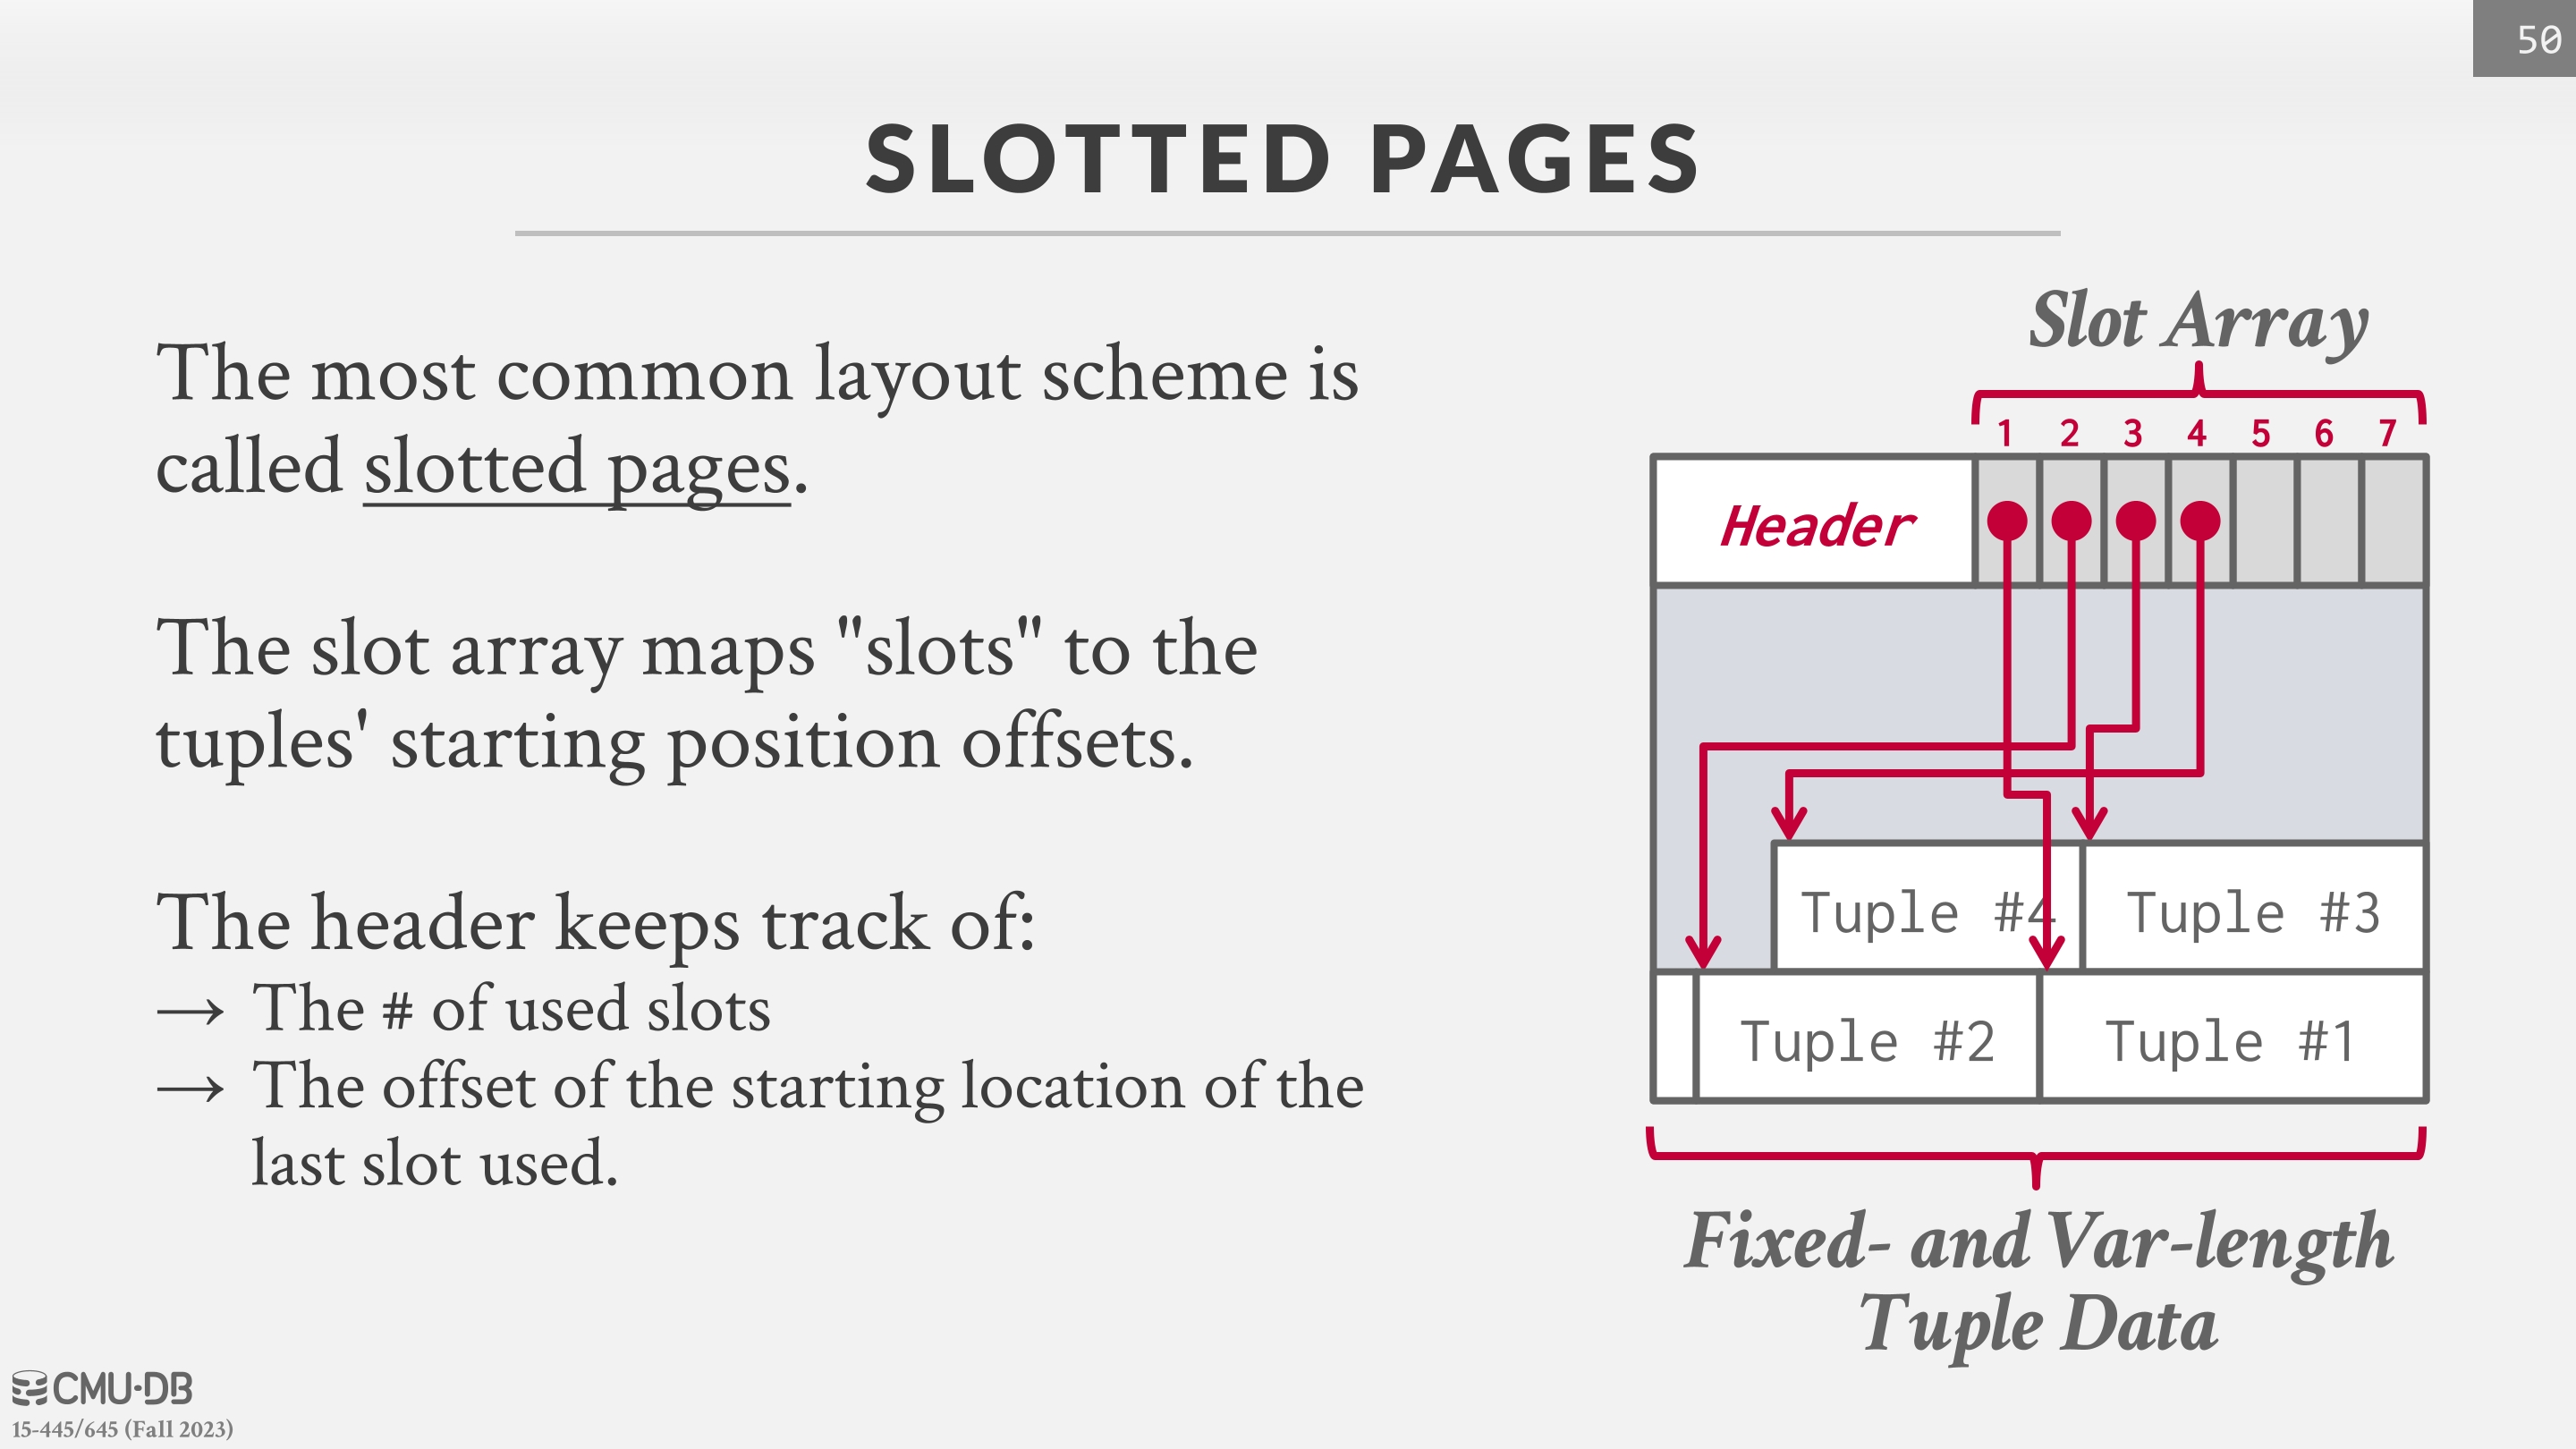 50
SLOTTED PAGES
The most common layout scheme is
called slotted pages.
The slot array maps "slots" to the
tuples' starting position offsets.
The header keeps track of:
→ The # of used slots
→ The offset of the starting location of the
last slot used.
Slot Array
1 2 3 4 5 6 7
Header
Tuple #4 Tuple #3
Tuple #2 Tuple #1
Fixed- and Var-length
Tuple Data
CMU·DB
15-445/645 (Fall 2023)